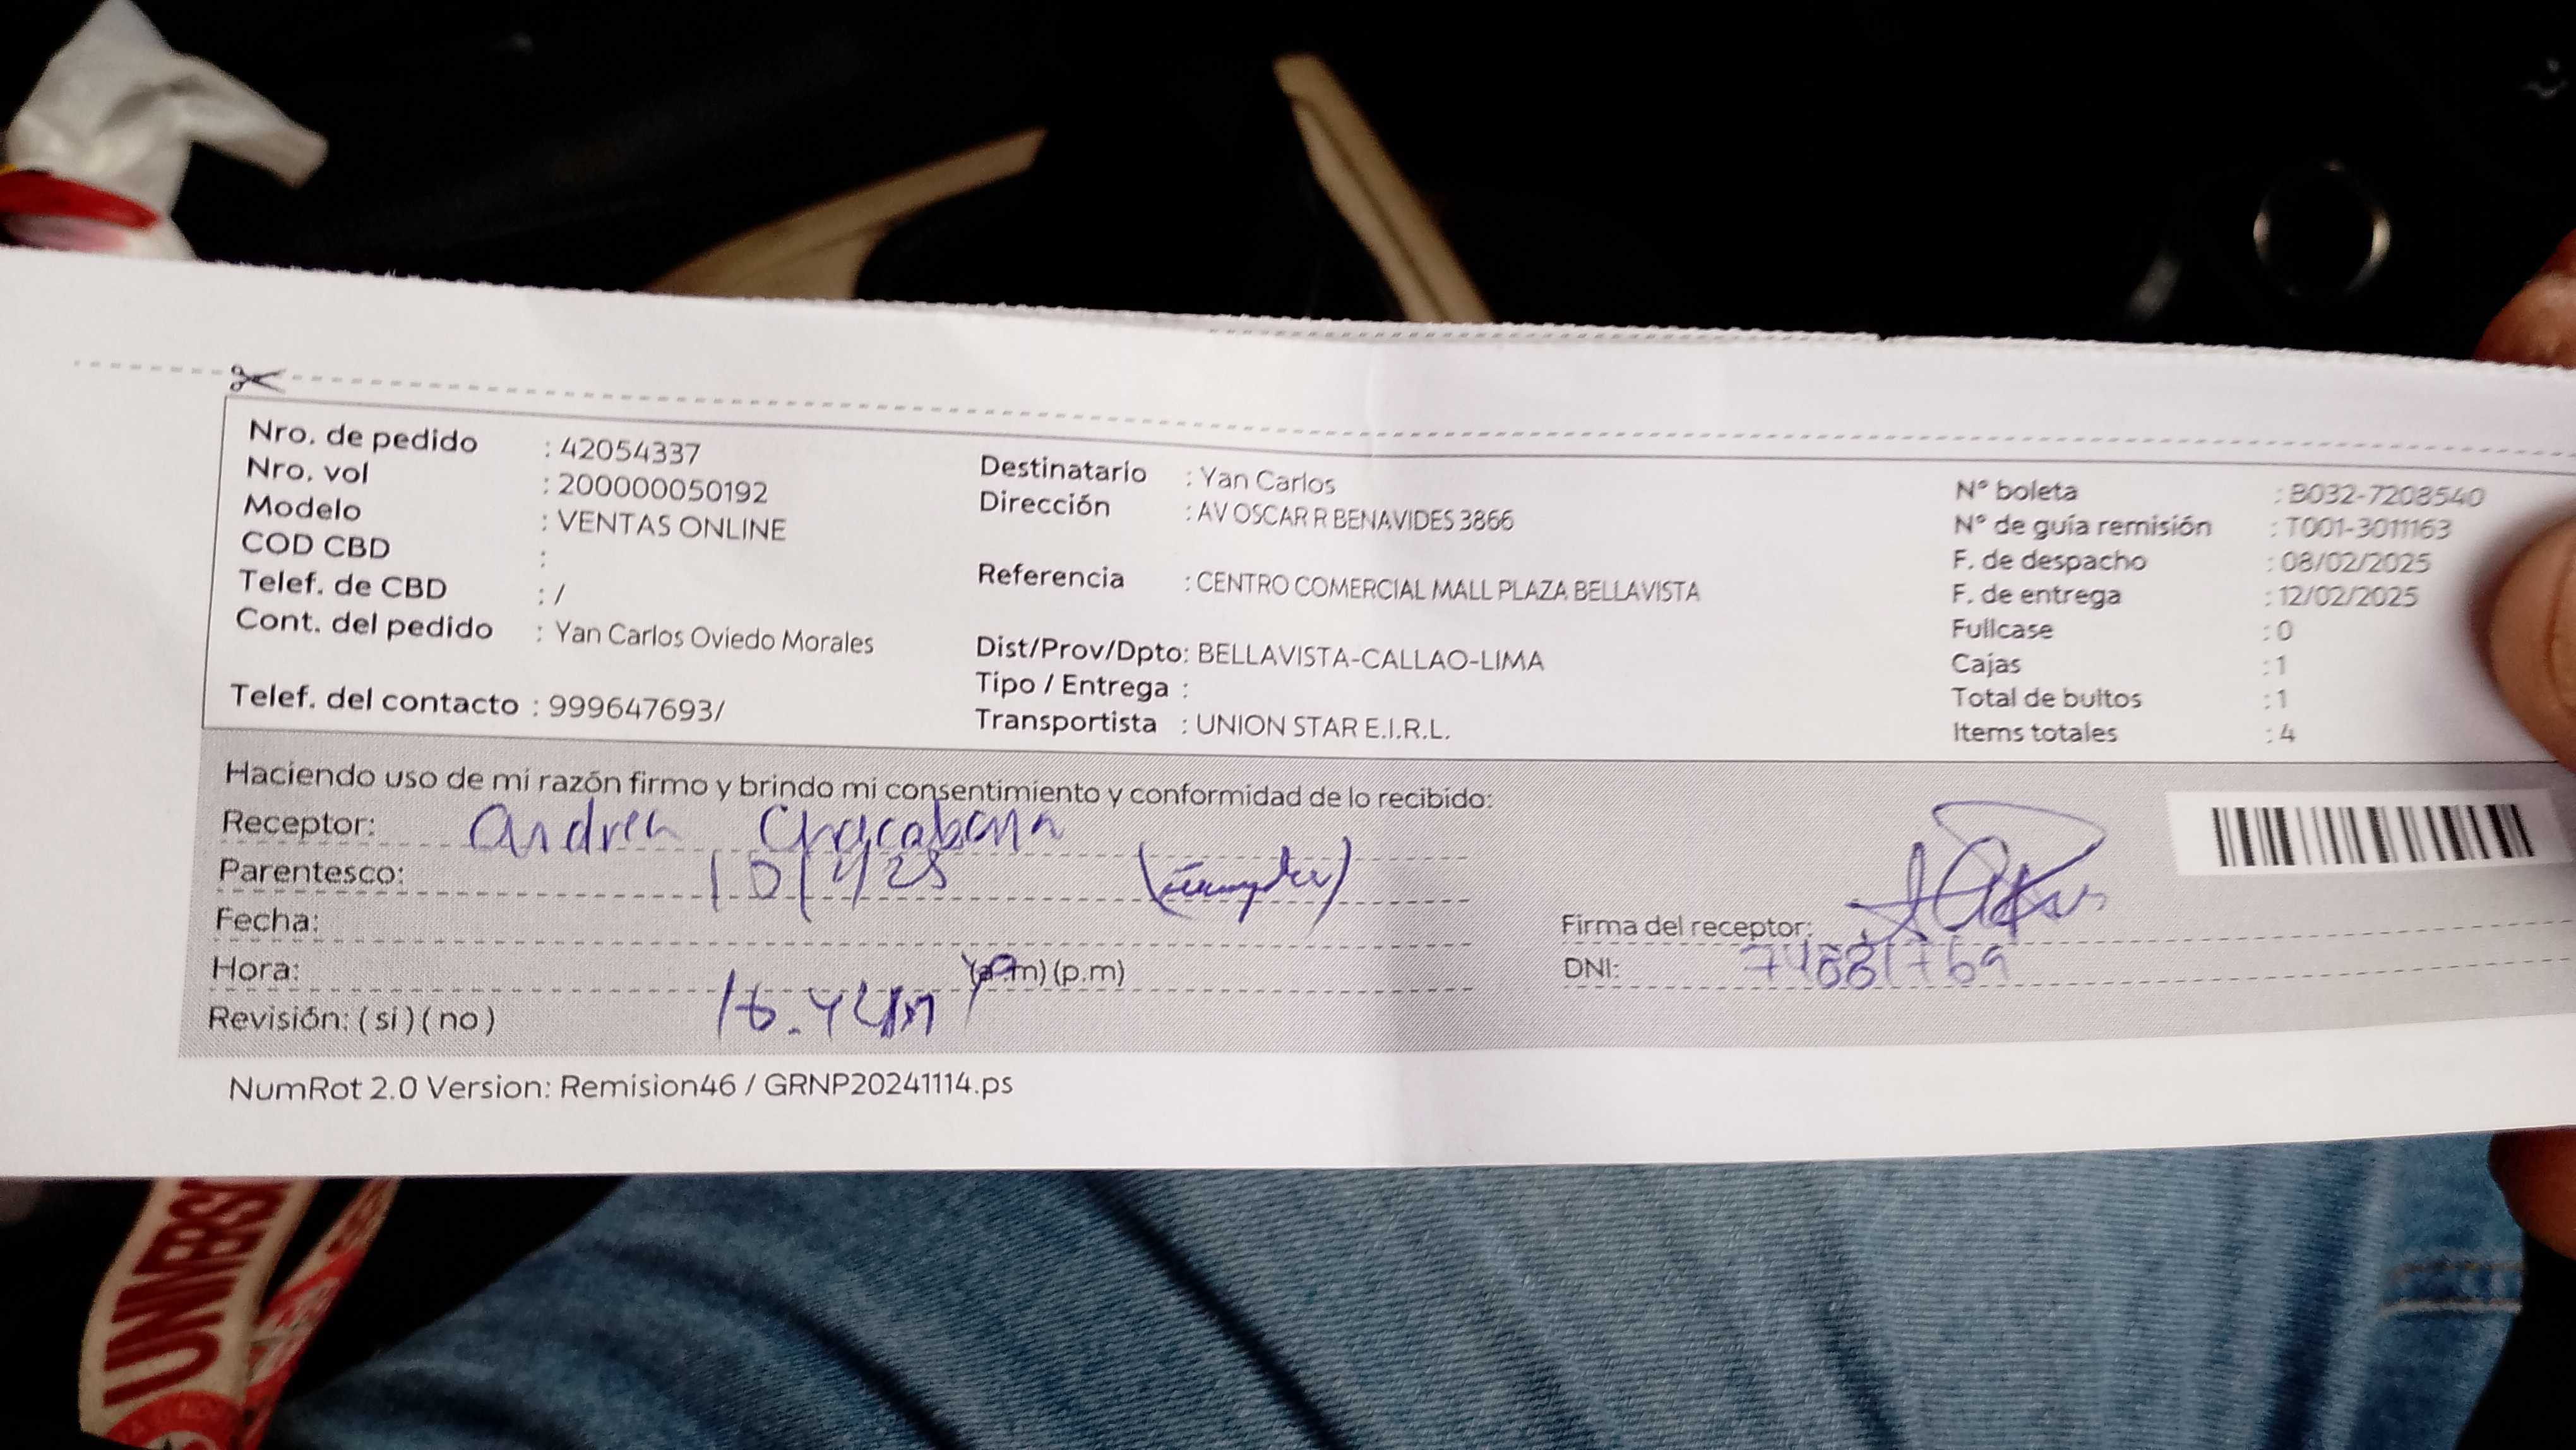 Nro. de pedido : 42054337
Nro. vol : 200000050192
Modelo : VENTAS ONLINE
COD CBD :
Telef. de CBD : /
Cont. del pedido : Yan Carlos Oviedo Morales
Telef. del contacto : 999647693/
Destinatario : Yan Carlos
Dirección : AV OSCAR R BENAVIDES 3866
Referencia : CENTRO COMERCIAL MALL PLAZA BELLAVISTA
Dist/Prov/Dpto: BELLAVISTA-CALLAO-LIMA
Tipo / Entrega :
Transportista : UNION STAR E.I.R.L.
N° boleta : B032-7208540
N° de guía remisión : T001-3011163
F. de despacho : 08/02/2025
F. de entrega : 12/02/2025
Fullcase : 0
Cajas : 1
Total de bultos : 1
Items totales : 4
Haciendo uso de mi razón firmo y brindo mi consentimiento y conformidad de lo recibido:
Receptor: Andrea
Parentesco:
Fecha:
Hora: (a.m) (p.m)
Revisión: ( si ) ( no )
Firma del receptor:
DNI:
NumRot 2.0 Version: Remision46 / GRNP20241114.ps
UNIVERSI